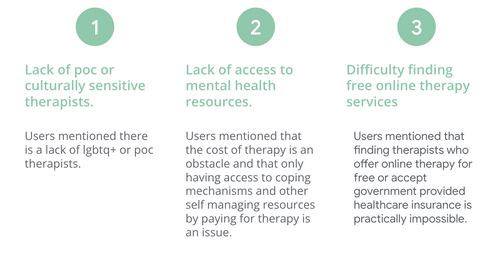 1
Lack of poc or
culturally sensitive
therapists.
Users mentioned there
is a lack of lgbtq+ or poc
therapists.
2
Lack of access to
mental health
resources.
Users mentioned that
the cost of therapy is an
obstacle and that only
having access to coping
mechanisms and other
self managing resources
by paying for therapy is
an issue.
3
Difficulty finding
free online therapy
services
Users mentioned that
finding therapists who
offer online therapy for
free or accept
government provided
healthcare insurance is
practically impossible.